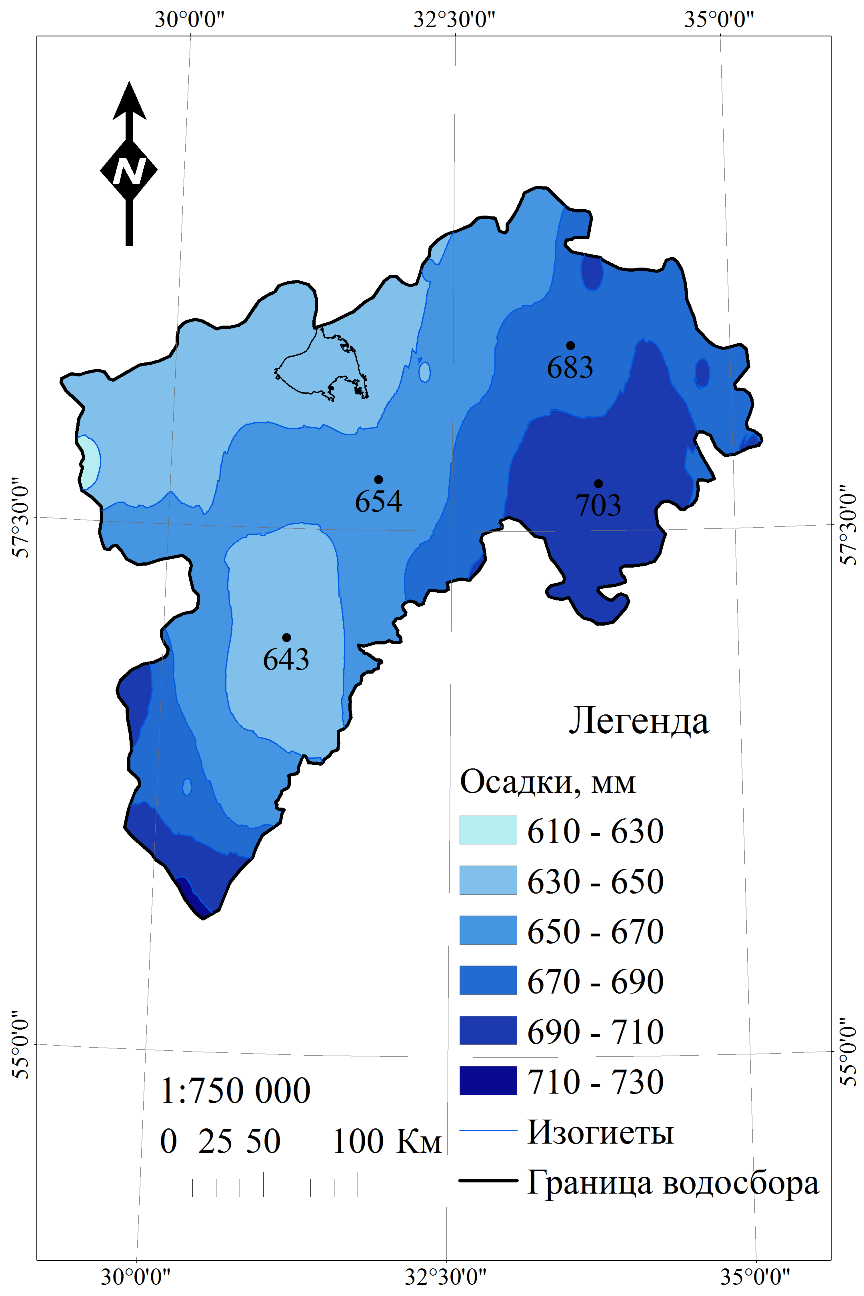 30°0'0" 32°30'0" 35°0'0"
N
683
654
703
57°30'0" 57°30'0"
643
Легенда
Осадки, мм
610 - 630
630 - 650
650 - 670
670 - 690
690 - 710
710 - 730
Изогиеты
Граница водосбора
55°0'0" 55°0'0"
1:750 000
0 25 50 100 Км
30°0'0" 32°30'0" 35°0'0"